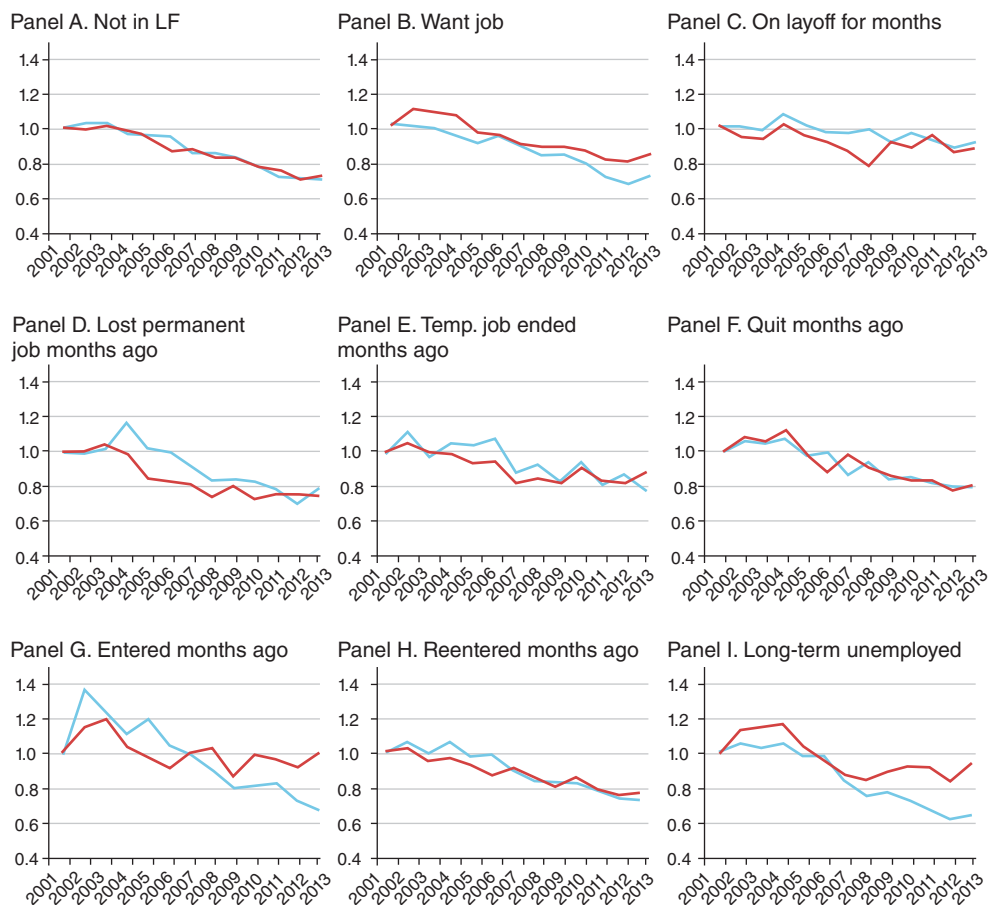 Panel A. Not in LF
1.4
1.2
1.0
0.8
0.6
0.4
2001 2002 2003 2004 2005 2006 2007 2008 2009 2010 2011 2012 2013
Panel B. Want job
1.4
1.2
1.0
0.8
0.6
0.4
2001 2002 2003 2004 2005 2006 2007 2008 2009 2010 2011 2012 2013
Panel C. On layoff for months
1.4
1.2
1.0
0.8
0.6
0.4
2001 2002 2003 2004 2005 2006 2007 2008 2009 2010 2011 2012 2013
Panel D. Lost permanent
job months ago
1.4
1.2
1.0
0.8
0.6
0.4
2001 2002 2003 2004 2005 2006 2007 2008 2009 2010 2011 2012 2013
Panel E. Temp. job ended
months ago
1.4
1.2
1.0
0.8
0.6
0.4
2001 2002 2003 2004 2005 2006 2007 2008 2009 2010 2011 2012 2013
Panel F. Quit months ago
1.4
1.2
1.0
0.8
0.6
0.4
2001 2002 2003 2004 2005 2006 2007 2008 2009 2010 2011 2012 2013
Panel G. Entered months ago
1.4
1.2
1.0
0.8
0.6
0.4
2001 2002 2003 2004 2005 2006 2007 2008 2009 2010 2011 2012 2013
Panel H. Reentered months ago
1.4
1.2
1.0
0.8
0.6
0.4
2001 2002 2003 2004 2005 2006 2007 2008 2009 2010 2011 2012 2013
Panel I. Long-term unemployed
1.4
1.2
1.0
0.8
0.6
0.4
2001 2002 2003 2004 2005 2006 2007 2008 2009 2010 2011 2012 2013